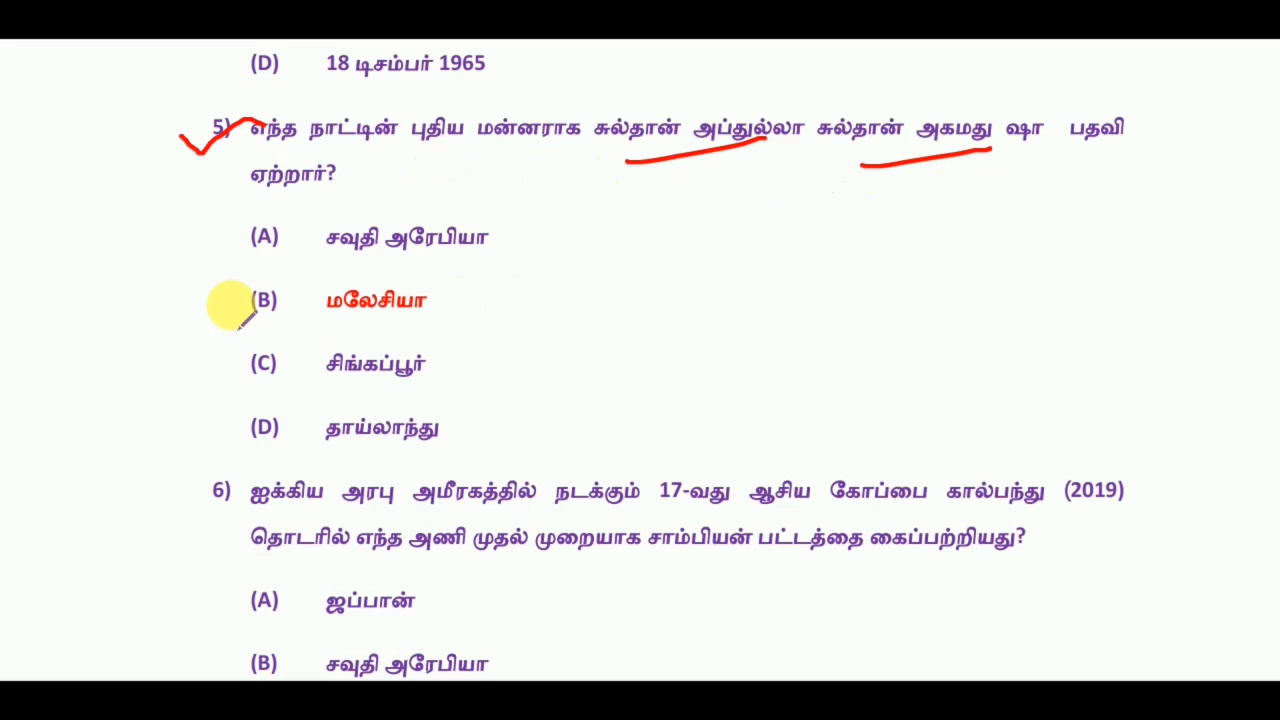 (D) 18 டிசம்பர் 1965
5) எந்த நாட்டின் புதிய மன்னராக சுல்தான் அப்துல்லா சுல்தான் அகமது ஷா பதவி
ஏற்றார்?
(A) சவுதி அரேபியா
(B) மலேசியா
(C) சிங்கப்பூர்
(D) தாய்லாந்து
6) ஐக்கிய அரபு அமீரகத்தில் நடக்கும் 17-வது ஆசிய கோப்பை கால்பந்து (2019)
தொடரில் எந்த அணி முதல் முறையாக சாம்பியன் பட்டத்தை கைப்பற்றியது?
(A) ஜப்பான்
(B) சவுதி அரேபியா